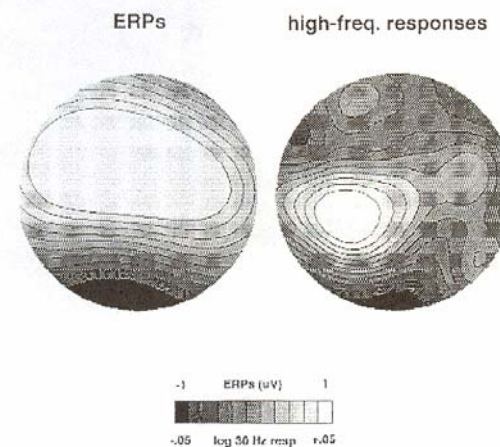 ERPs high-freq. responses
-1 ERPs (uV) 1
-.05 log 30 Hz resp +.05